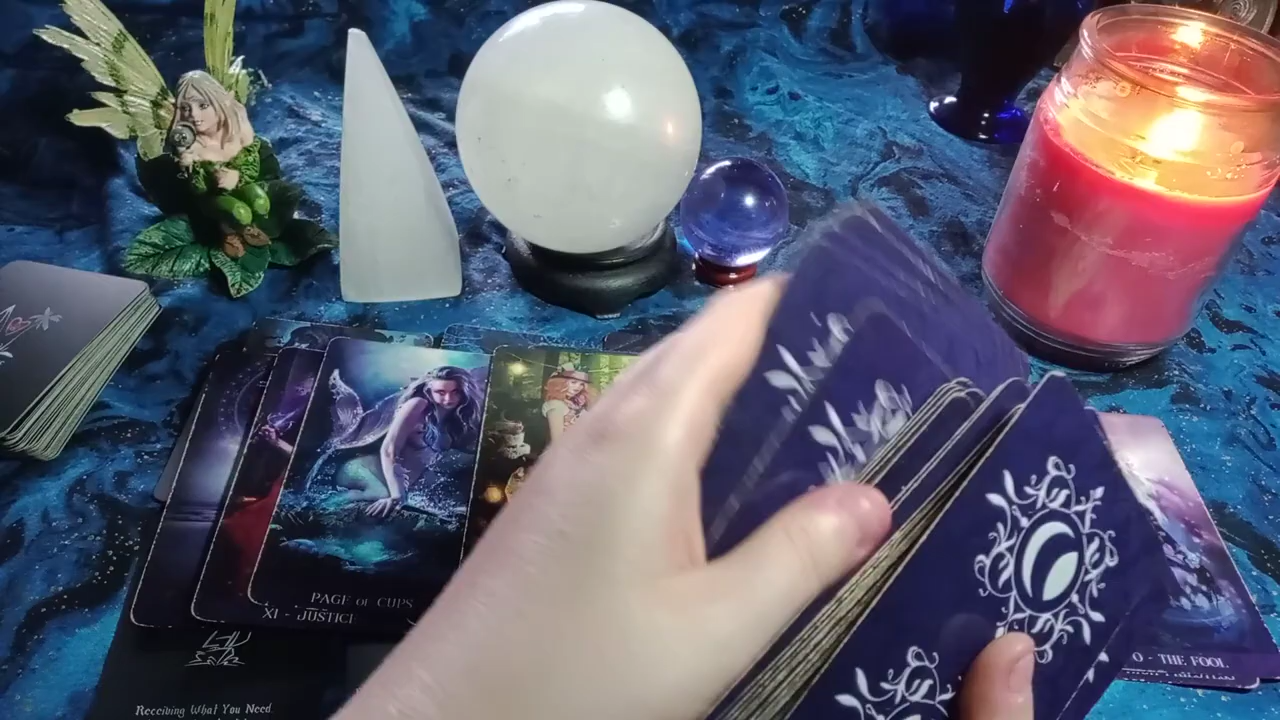 PAGE OF CUPS
XI - JUSTICE
Receiving What You Need
0 - THE FOOL